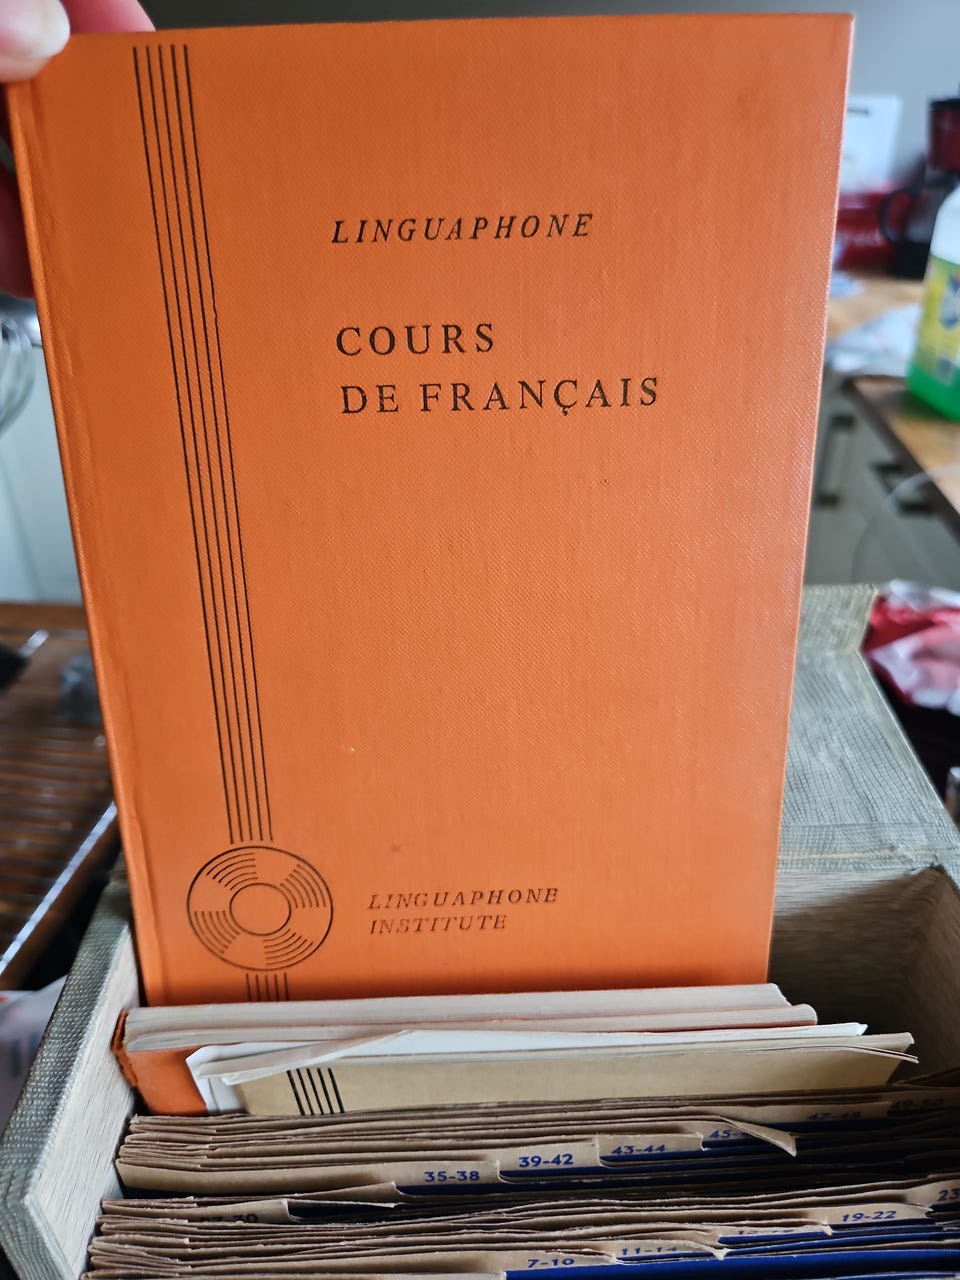 LINGUAPHONE
COURS
DE FRANÇAIS
LINGUAPHONE
INSTITUTE
47-48
39-42
43-44
35-38
19-22
11-14
7-10